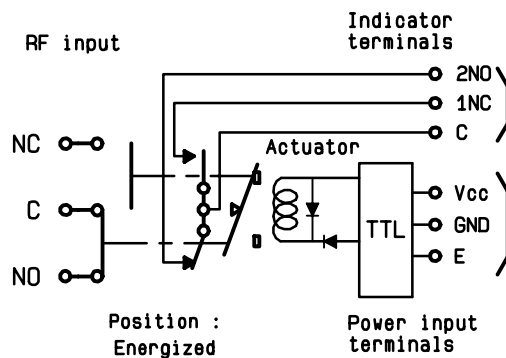 RF input
Indicator
terminals
2NO
1NC
C
Actuator
NC
C
NO
Vcc
GND
E
TTL
Position :
Energized
Power input
terminals